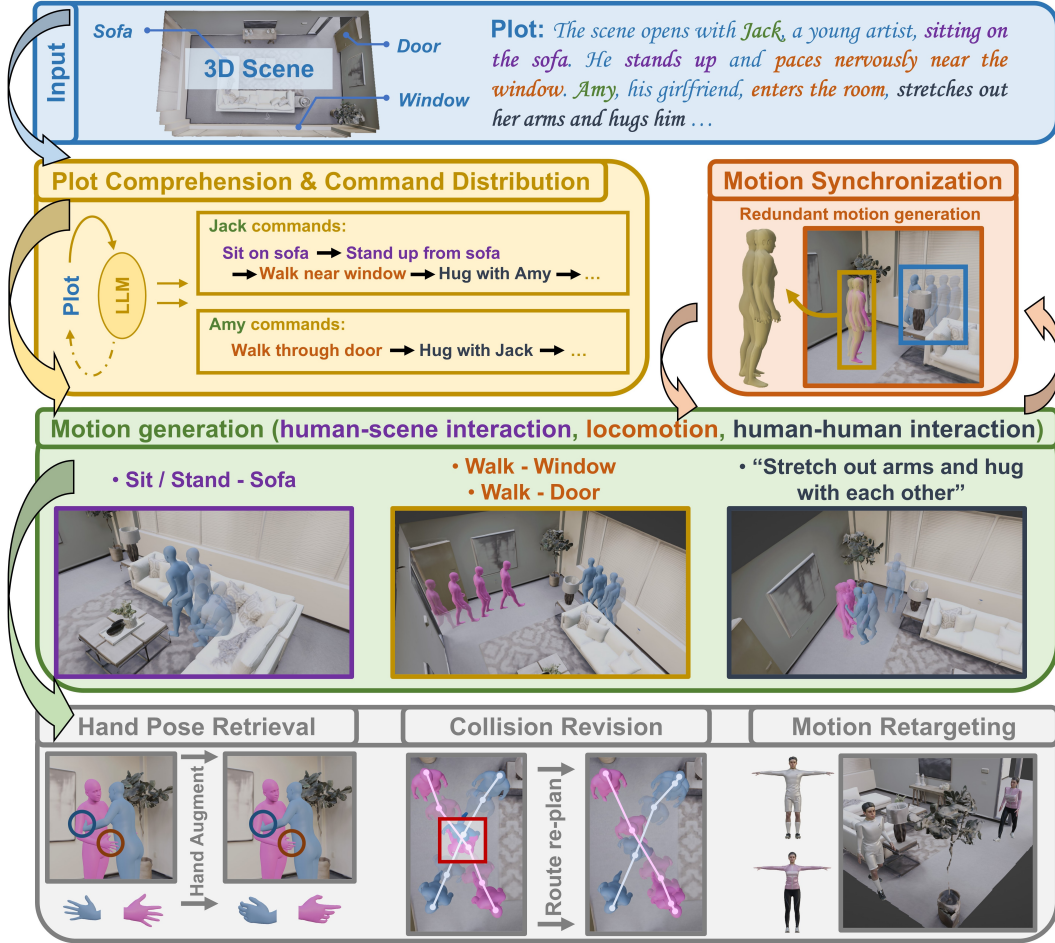 Input
Sofa
3D Scene
Door
Window
Plot: The scene opens with Jack, a young artist, sitting on
the sofa. He stands up and paces nervously near the
window. Amy, his girlfriend, enters the room, stretches out
her arms and hugs him ...
Plot Comprehension & Command Distribution
Plot
LLM
Jack commands:
Sit on sofa → Stand up from sofa
→ Walk near window → Hug with Amy → ...
Amy commands:
Walk through door → Hug with Jack → ...
Motion Synchronization
Redundant motion generation
Motion generation (human-scene interaction, locomotion, human-human interaction)
• Sit / Stand - Sofa
• Walk - Window
• Walk - Door
• “Stretch out arms and hug
with each other”
Hand Pose Retrieval
Hand Augment
Collision Revision
Route re-plan
Motion Retargeting